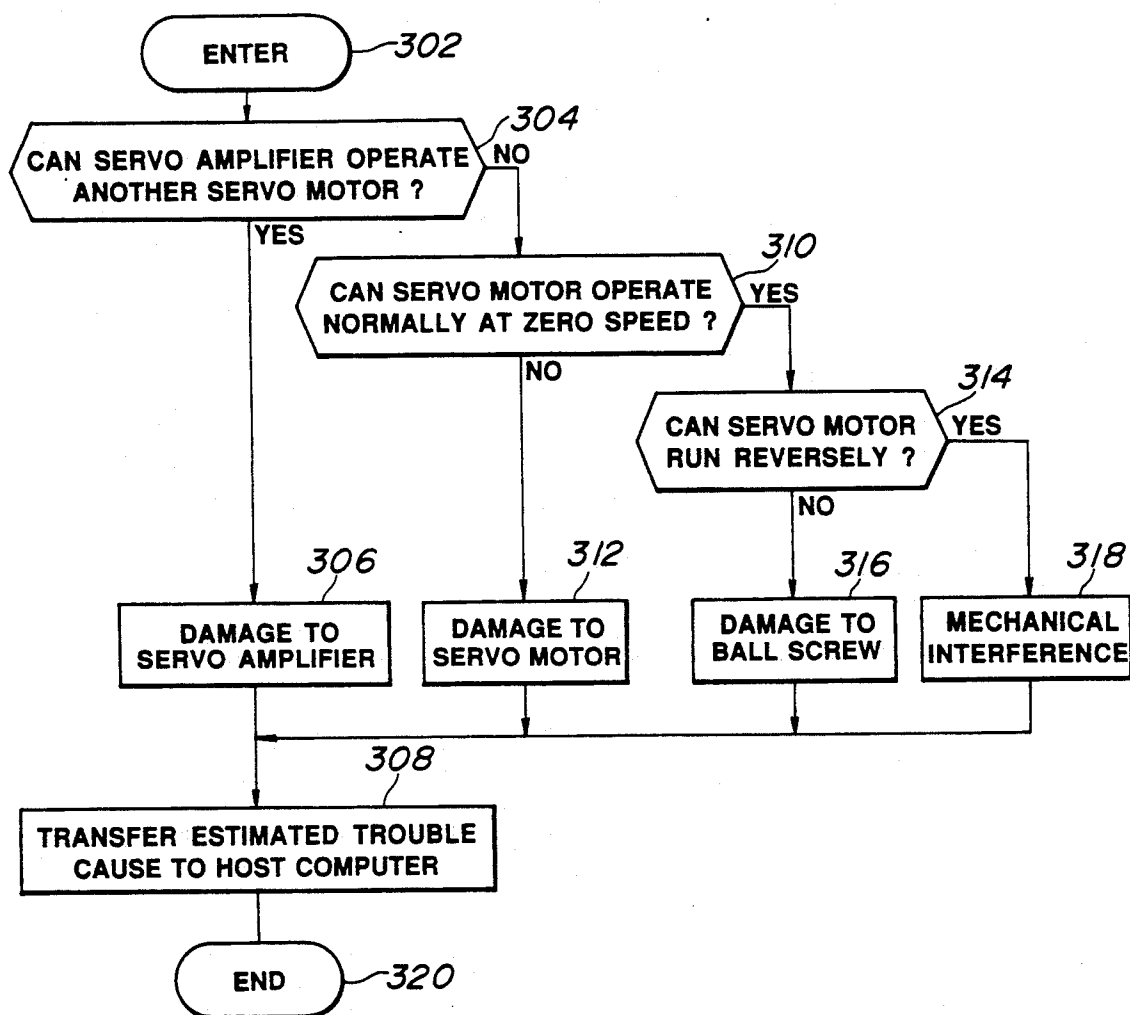 ENTER
302
304
CAN SERVO AMPLIFIER OPERATE
ANOTHER SERVO MOTOR ?
NO
YES
310
CAN SERVO MOTOR OPERATE
NORMALLY AT ZERO SPEED ?
YES
NO
314
CAN SERVO MOTOR
RUN REVERSELY ?
YES
NO
306
DAMAGE TO
SERVO AMPLIFIER
312
DAMAGE TO
SERVO MOTOR
316
DAMAGE TO
BALL SCREW
318
MECHANICAL
INTERFERENCE
308
TRANSFER ESTIMATED TROUBLE
CAUSE TO HOST COMPUTER
END
320